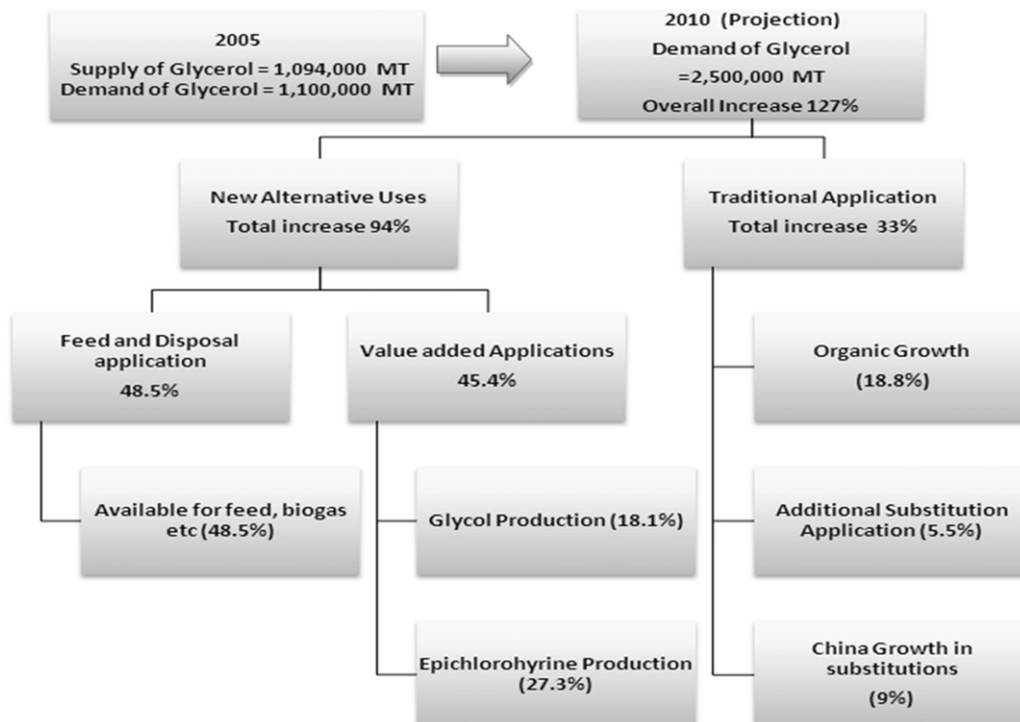 2005
Supply of Glycerol = 1,094,000 MT
Demand of Glycerol = 1,100,000 MT
2010 (Projection)
Demand of Glycerol
=2,500,000 MT
Overall Increase 127%
New Alternative Uses
Total increase 94%
Traditional Application
Total increase 33%
Feed and Disposal
application
48.5%
Value added Applications
45.4%
Organic Growth
(18.8%)
Available for feed, biogas
etc (48.5%)
Glycol Production (18.1%)
Additional Substitution
Application (5.5%)
Epichlorohyrine Production
(27.3%)
China Growth in
substitutions
(9%)